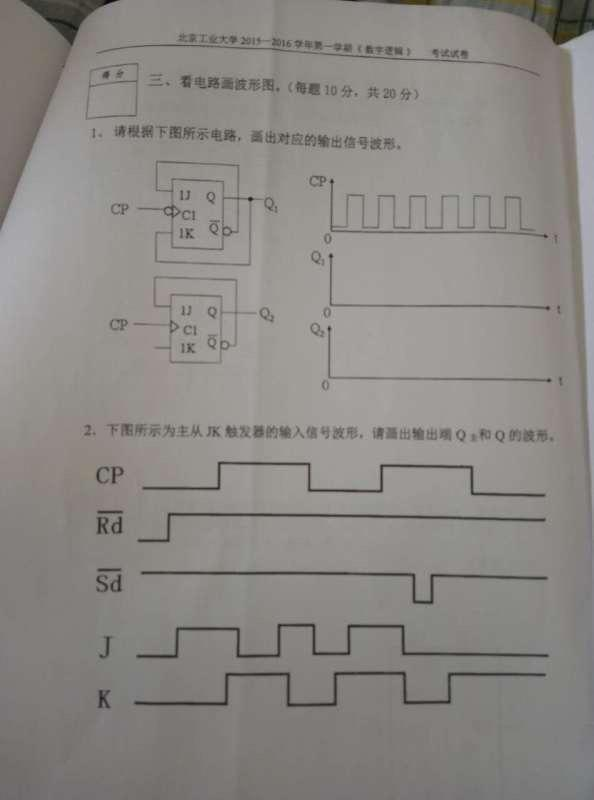 北京工业大学 2015—2016 学年第一学期《 数字逻辑 》 考试试卷
得 分
三、看电路画波形图。（每题 10 分，共 20 分）
1、 请根据下图所示电路，画出对应的输出信号波形。
1J Q
CP C1 Q₁
1K Q̅
1J Q
CP C1 Q₂
1K Q̅
CP
0 t
Q₁
0 t
Q₂
0 t
2. 下图所示为主从 JK 触发器的输入信号波形，请画出输出端 Q 主和 Q 的波形。
CP
R̅d̅
S̅d̅
J
K